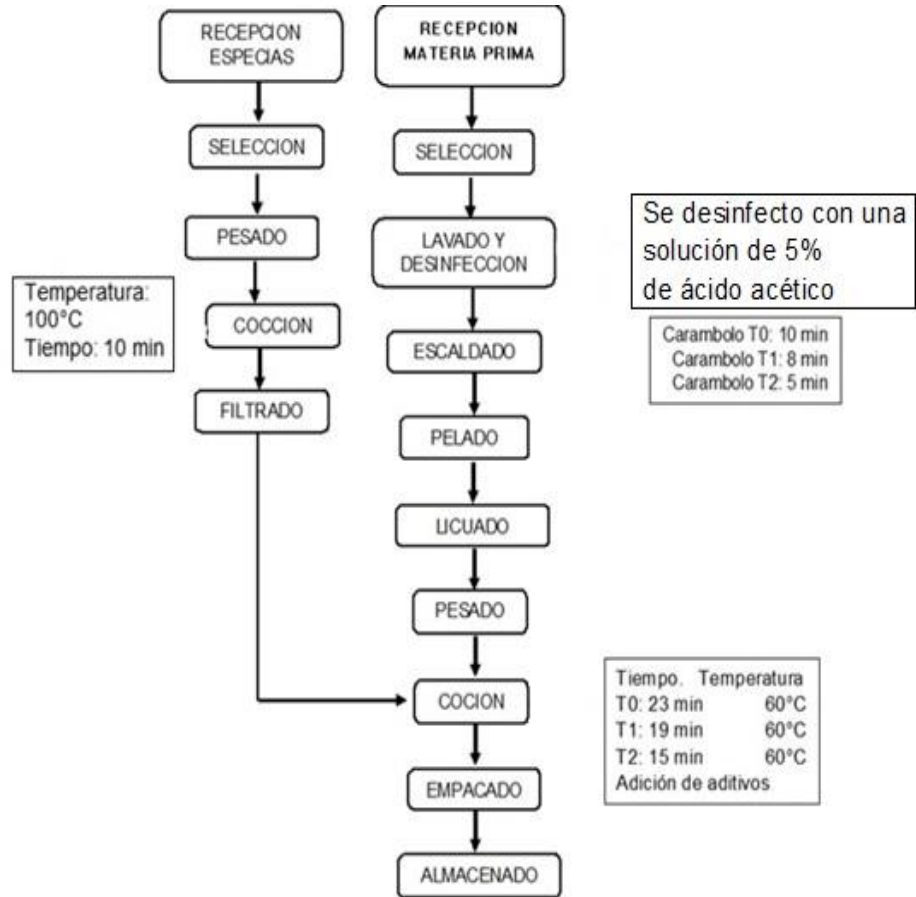 RECEPCION
ESPECIAS
SELECCION
PESADO
Temperatura:
100°C
Tiempo: 10 min
COCCION
FILTRADO
RECEPCION
MATERIA PRIMA
SELECCION
LAVADO Y
DESINFECCION
Se desinfecto con una
solución de 5%
de ácido acético
ESCALDADO
Carambolo T0: 10 min
Carambolo T1: 8 min
Carambolo T2: 5 min
PELADO
LICUADO
PESADO
COCION
Tiempo. Temperatura
T0: 23 min 60°C
T1: 19 min 60°C
T2: 15 min 60°C
Adición de aditivos
EMPACADO
ALMACENADO